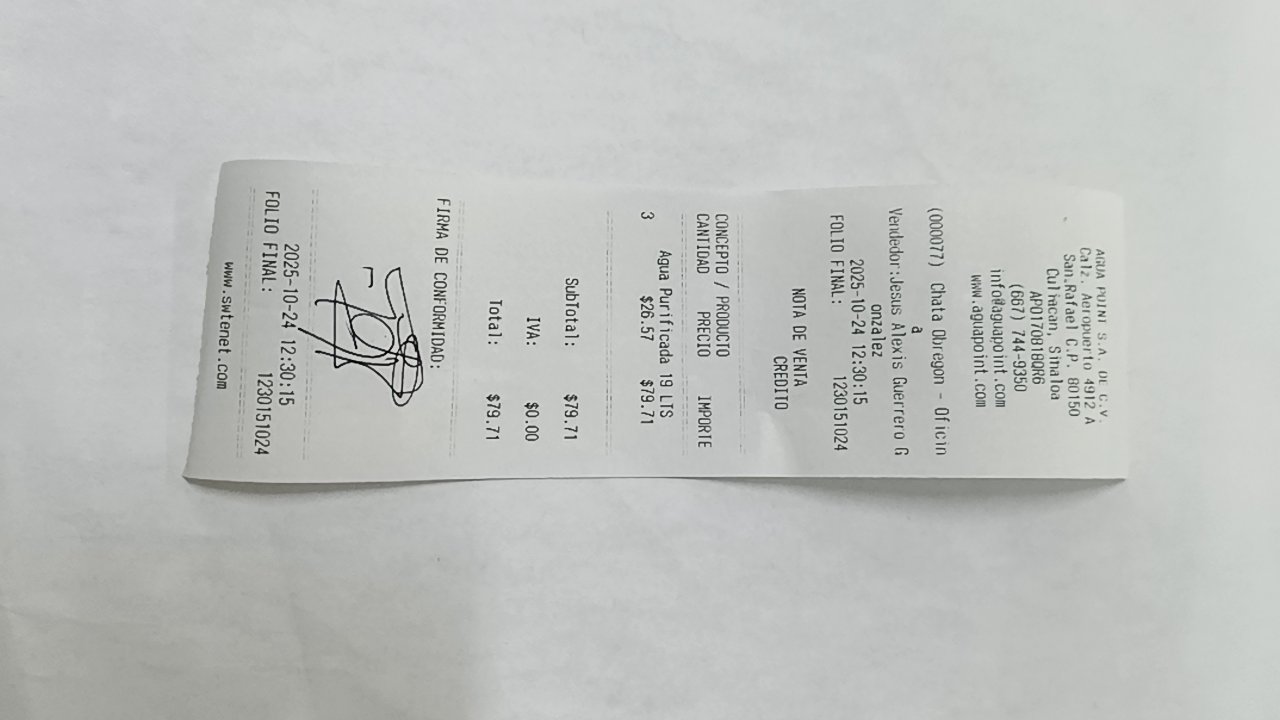 AGUA POINT S.A. DE C.V.
Calz. Aeropuerto 4912 A
San Rafael C.P. 80150
Culiacan, Sinaloa
APO170818QR6
(667) 744-9350
info@aguapoint.com
www.aguapoint.com
(000077) Chata Obregon - Oficin
a
Vendedor:Jesus Alexis Guerrero G
onzalez
2025-10-24 12:30:15
FOLIO FINAL: 1230151024
NOTA DE VENTA
CREDITO
CONCEPTO / PRODUCTO
CANTIDAD PRECIO IMPORTE
Agua Purificada 19 LTS
3 $26.57 $79.71
SubTotal: $79.71
IVA: $0.00
Total: $79.71
FIRMA DE CONFORMIDAD:
2025-10-24 12:30:15
FOLIO FINAL: 1230151024
www.swtenet.com